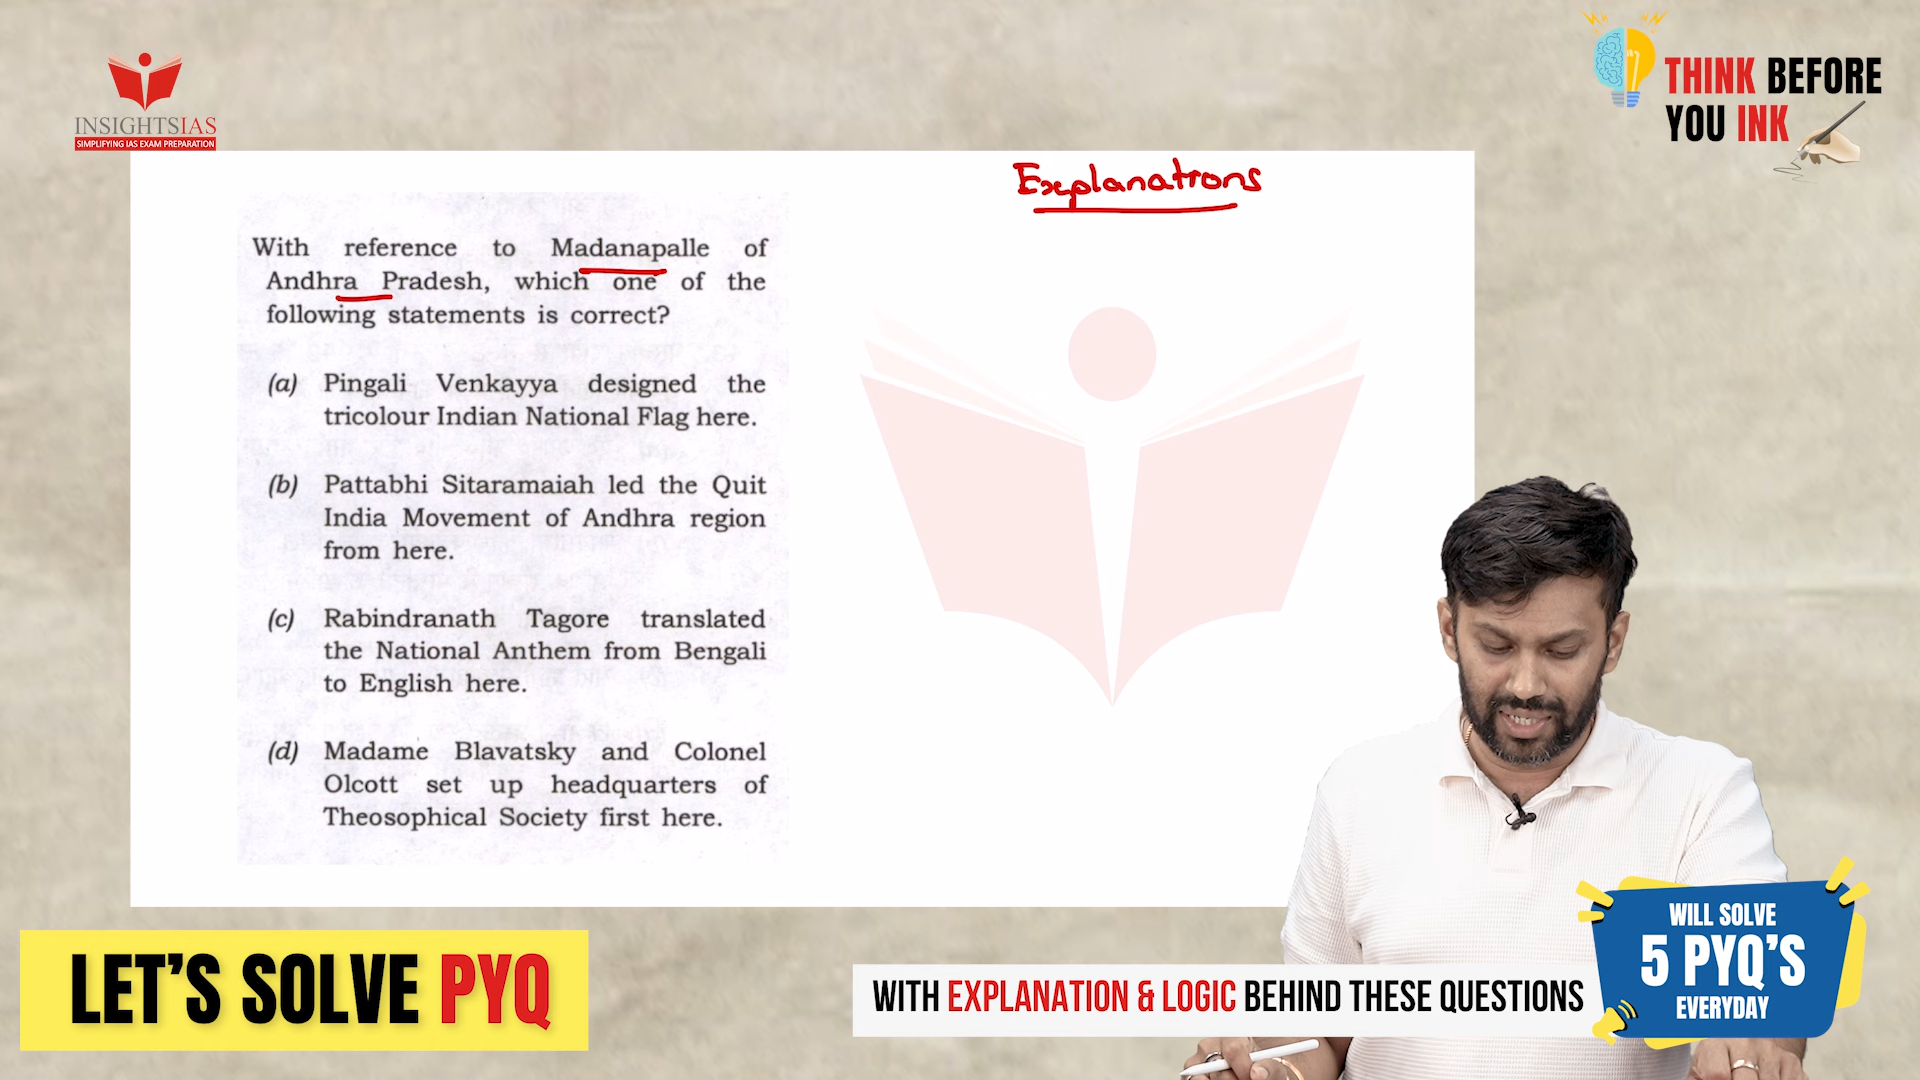 INSIGHTSIAS
SIMPLIFYING IAS EXAM PREPARATION
THINK BEFORE
YOU INK
Explanations
With reference to Madanapalle of
Andhra Pradesh, which one of the
following statements is correct?
(a) Pingali Venkayya designed the
tricolour Indian National Flag here.
(b) Pattabhi Sitaramaiah led the Quit
India Movement of Andhra region
from here.
(c) Rabindranath Tagore translated
the National Anthem from Bengali
to English here.
(d) Madame Blavatsky and Colonel
Olcott set up headquarters of
Theosophical Society first here.
LET'S SOLVE PYQ
WITH EXPLANATION & LOGIC BEHIND THESE QUESTIONS
WILL SOLVE
5 PYQ'S
EVERYDAY